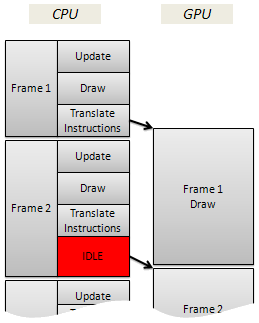 CPU
GPU
Frame 1
Update
Draw
Translate
Instructions
Frame 2
Update
Draw
Translate
Instructions
IDLE
Update
Frame 1
Draw
Frame 2